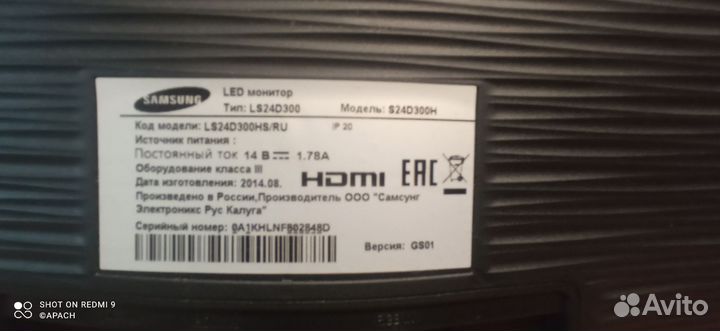 SAMSUNG
LED монитор
Тип: LS24D300 Модель: S24D300H
Код модели: LS24D300HS/RU IP 20
Источник питания :
Постоянный ток 14 В 1.78A
Оборудование класса III
Дата изготовления: 2014.08. HDMI EAC
Произведено в России,Производитель ООО "Самсунг
Электроникс Рус Калуга"
Серийный номер: 0A1KHLNF802848D
Версия: GS01
SHOT ON REDMI 9
©APACH
Avito